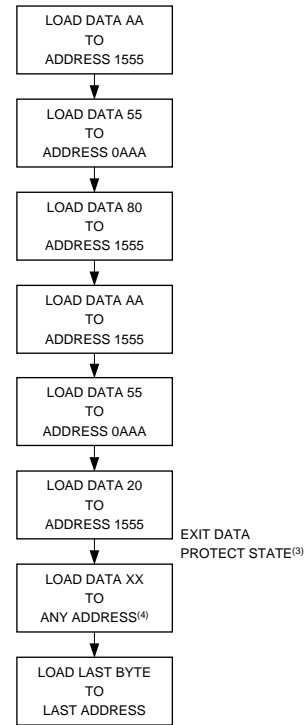 LOAD DATA AA
TO
ADDRESS 1555
LOAD DATA 55
TO
ADDRESS 0AAA
LOAD DATA 80
TO
ADDRESS 1555
LOAD DATA AA
TO
ADDRESS 1555
LOAD DATA 55
TO
ADDRESS 0AAA
LOAD DATA 20
TO
ADDRESS 1555
EXIT DATA
PROTECT STATE(3)
LOAD DATA XX
TO
ANY ADDRESS(4)
LOAD LAST BYTE
TO
LAST ADDRESS